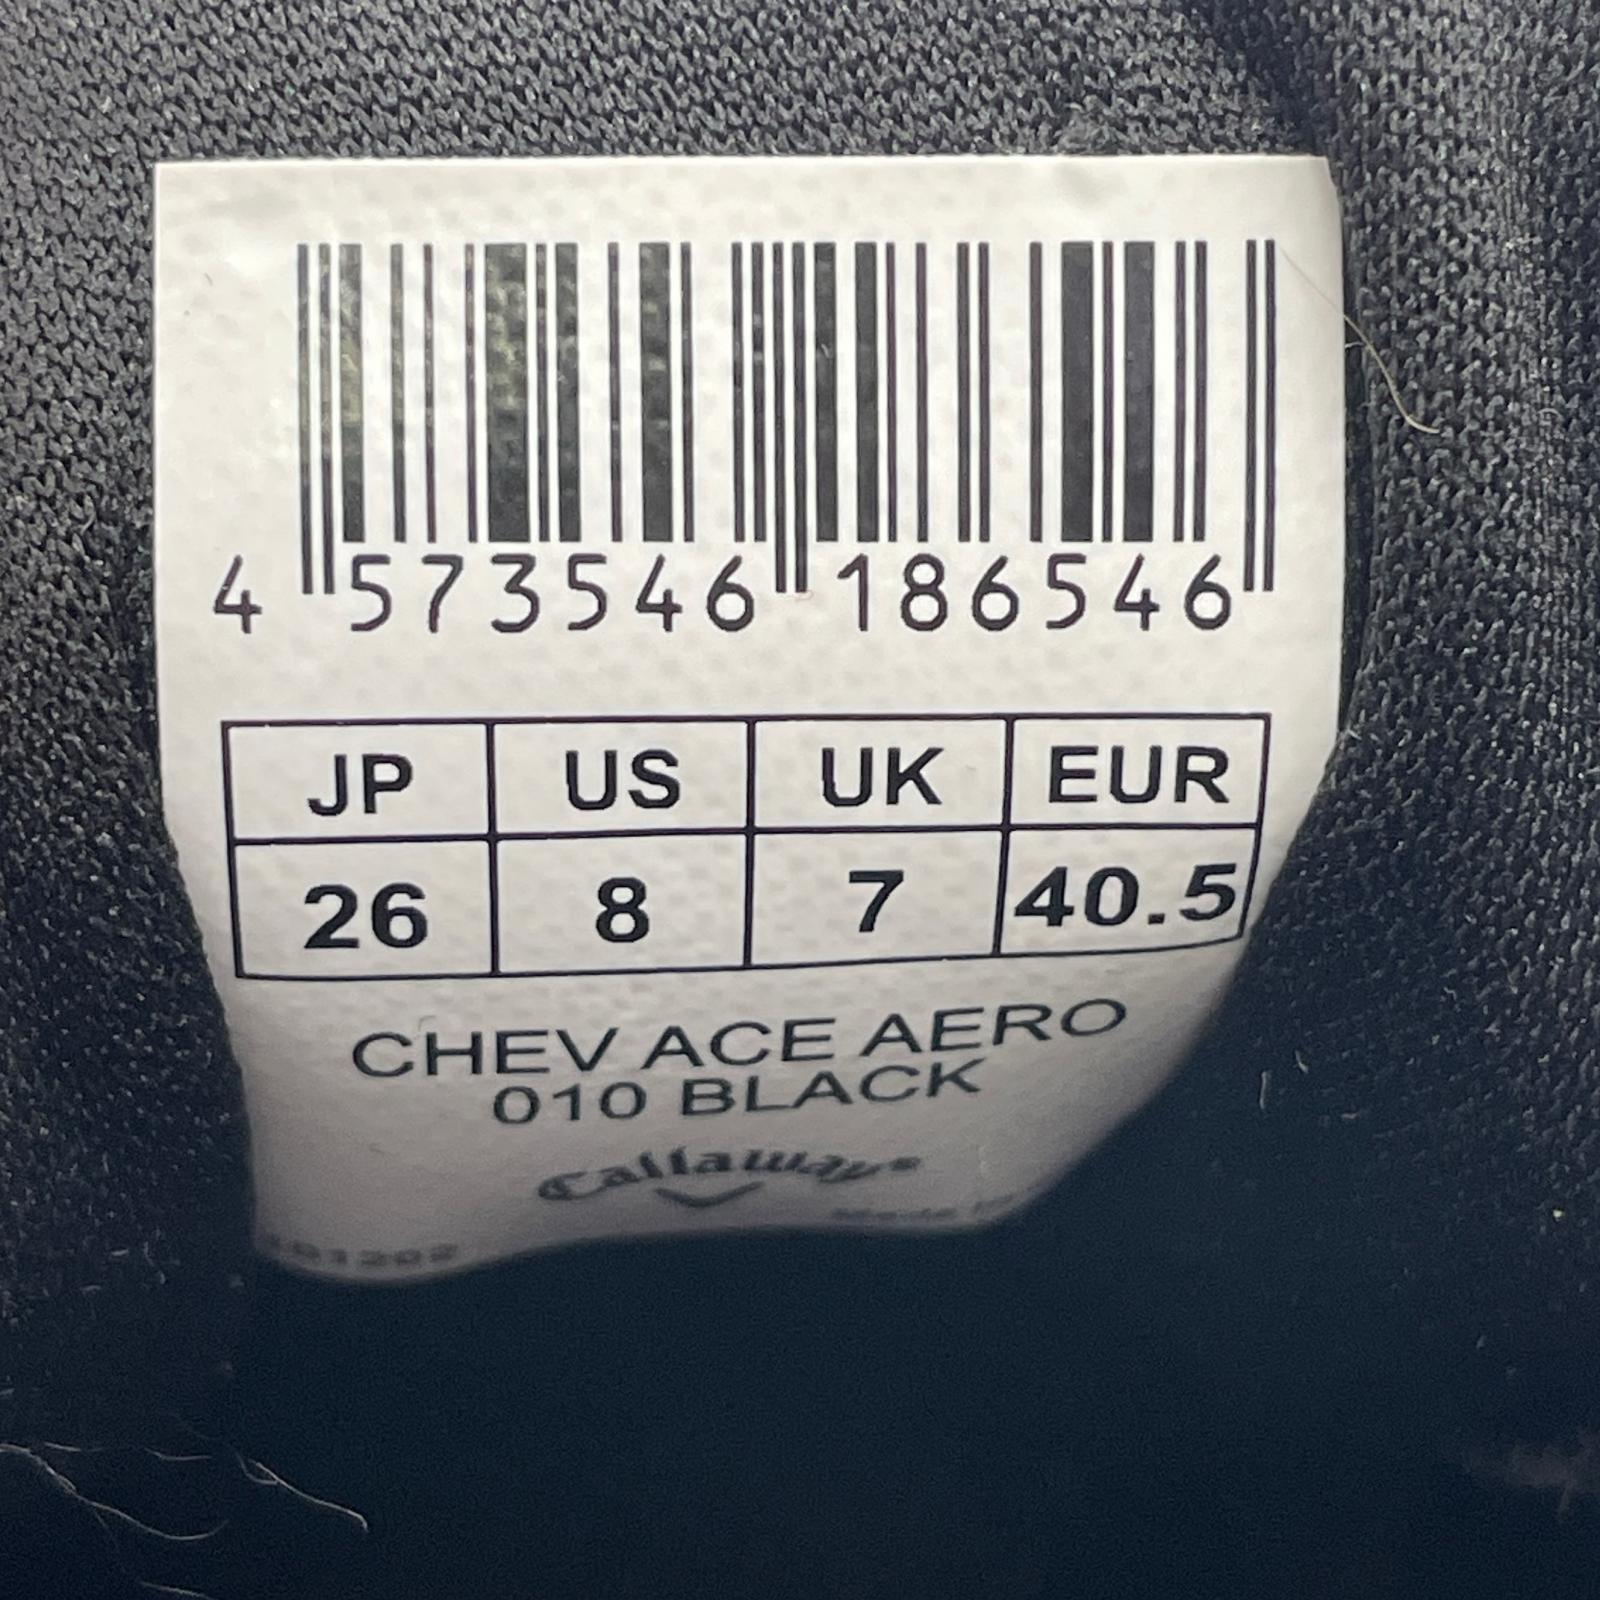 4 573546 186546
JP US UK EUR
26 8 7 40.5
CHEV ACE AERO
010 BLACK
Callaway®